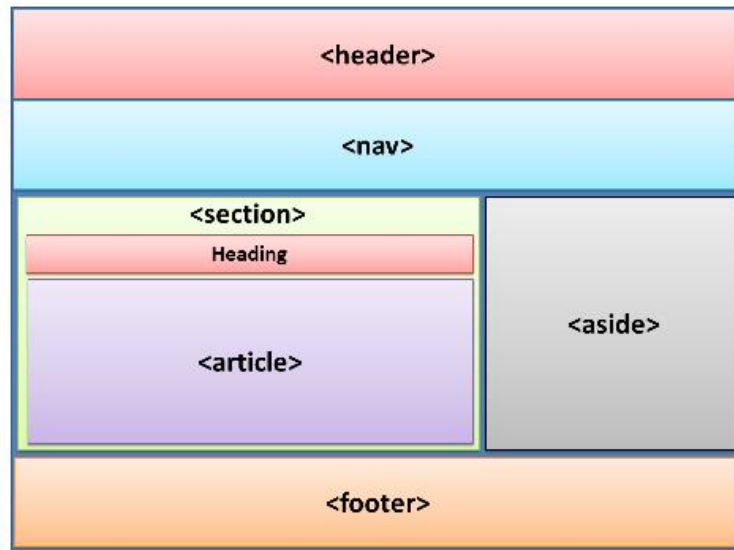 <header>
<nav>
<section>
Heading
<article>
<aside>
<footer>